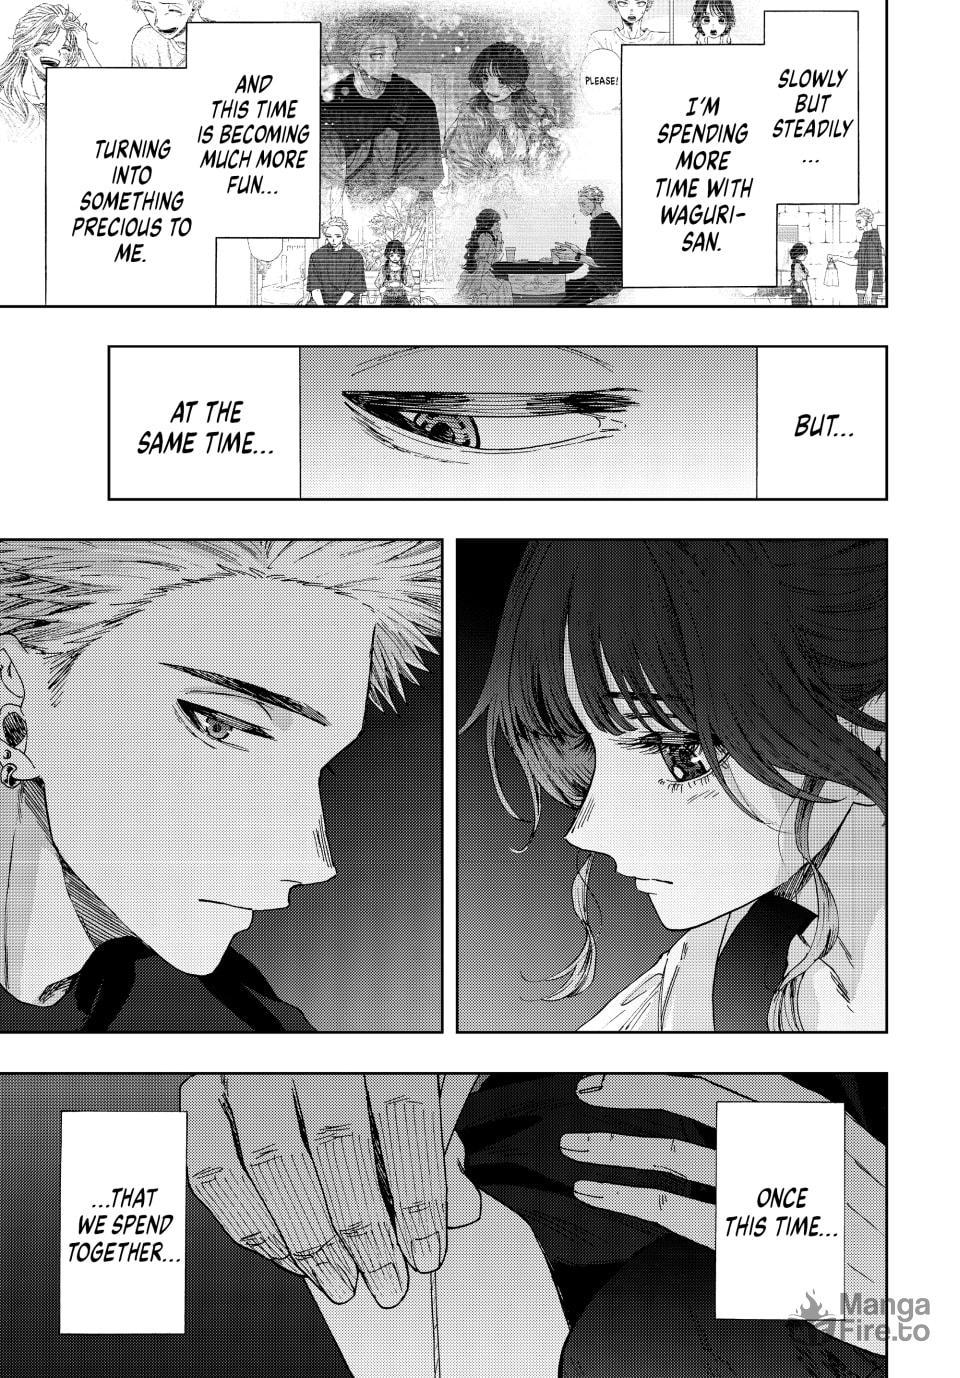 SLOWLY
BUT
STEADILY
...
I'M
SPENDING
MORE
TIME WITH
WAGURI-
SAN.
PLEASE!
AND
THIS TIME
IS BECOMING
MUCH MORE
FUN...
TURNING
INTO
SOMETHING
PRECIOUS TO
ME.
BUT...
AT THE
SAME TIME...
ONCE
THIS TIME...
...THAT
WE SPEND
TOGETHER...
Manga
Fire.to